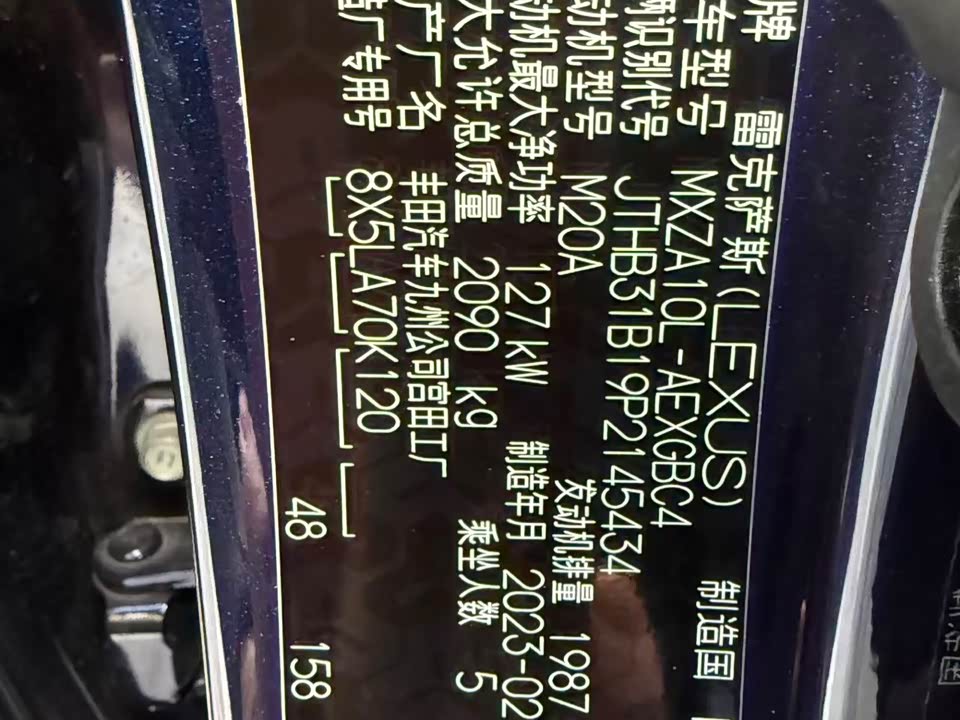 牌 雷克萨斯(LEXUS) 制造国
车型号 MXZA10L-AEXGBC4
识别代号 JTHB31B19P2145434
动机型号 M20A 发动机排量 1987
动机最大净功率 127 kW 制造年月 2023-02
大允许总质量 2090 kg 乘坐人数 5
产厂名 丰田汽车九州公司宫田工厂
厂专用号 8X5LA70K120
48 158